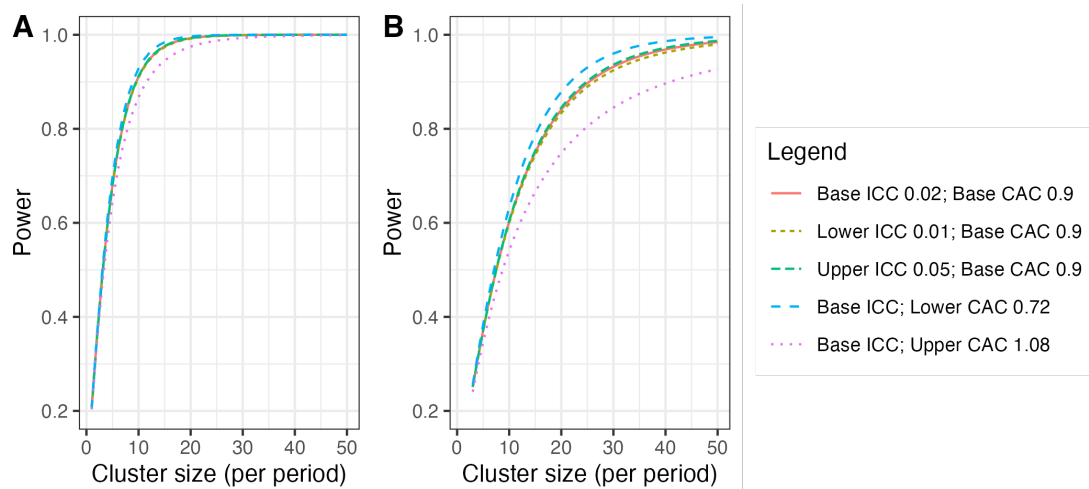 A
B
1.0
0.8
0.6
0.4
0.2
Power
0 10 20 30 40 50
Cluster size (per period)
1.0
0.8
0.6
0.4
0.2
Power
0 10 20 30 40 50
Cluster size (per period)
Legend
Base ICC 0.02; Base CAC 0.9
Lower ICC 0.01; Base CAC 0.9
Upper ICC 0.05; Base CAC 0.9
Base ICC; Lower CAC 0.72
Base ICC; Upper CAC 1.08